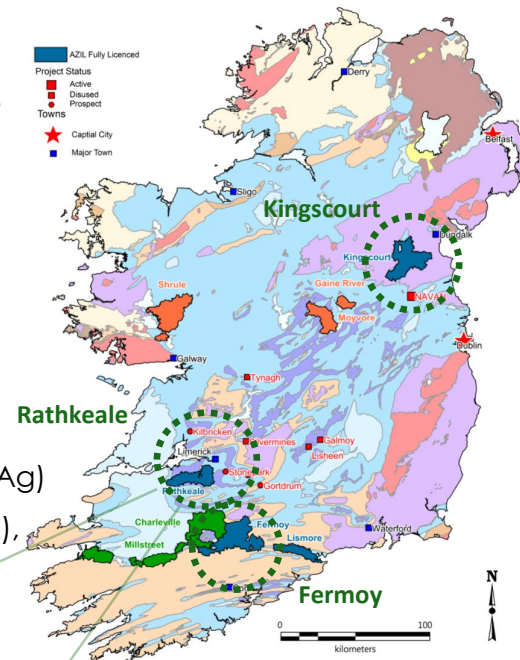 AZIL Fully Licenced
Project Status
Active
Disused
Prospect
Towns
Captial City
Major Town
Derry
Belfast
Sligo
Kingscourt
Dundalk
Kingscourt
Shrule
Gaine River
NAVAN
Moyvore
Dublin
Galway
Tynagh
Rathkeale
Kilbricken
Silvermines
Galmoy
Limerick
Lisheen
Stonepark
Ag)
Rathkeale
Gortdrum
),
Charleville
Fermoy
Waterford
Millstreet
Lismore
N
Fermoy
0
100
kilometers